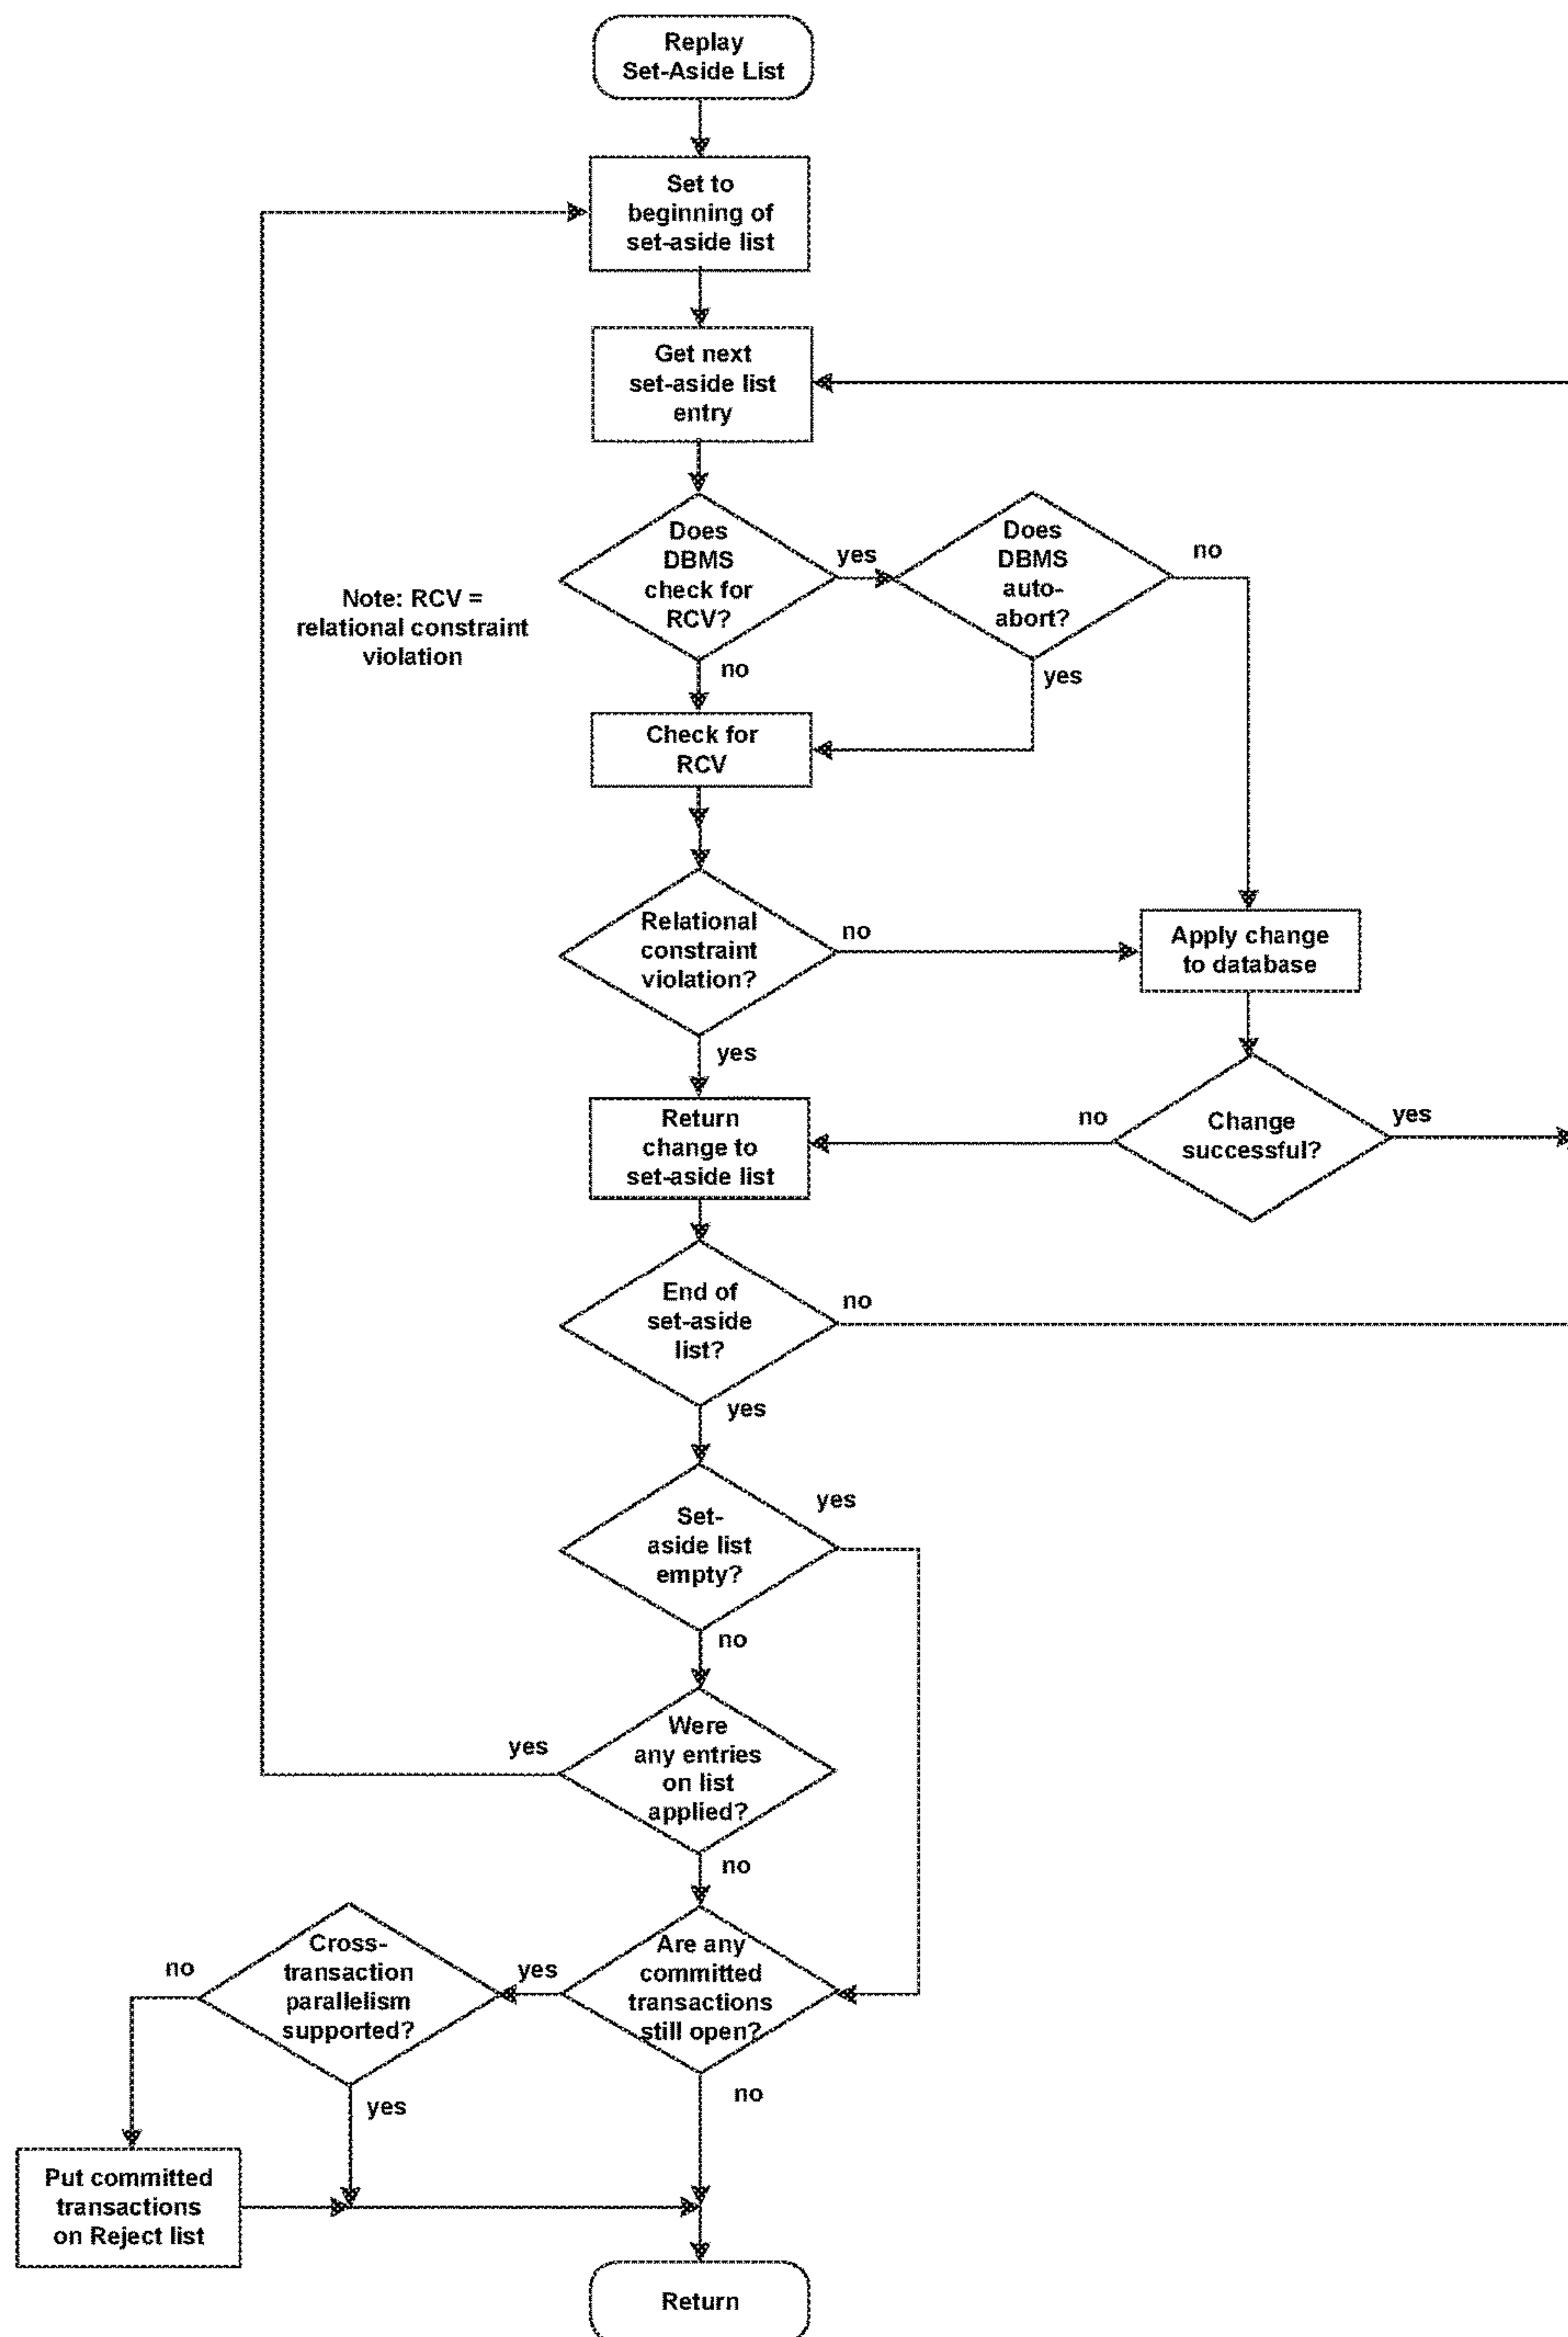 Replay
Set-Aside List
Set to
beginning of
set-aside list
Get next
set-aside list
entry
Does
DBMS
check for
RCV?
yes
Does
DBMS
auto-
abort?
no
Note: RCV =
relational constraint
violation
no
yes
Check for
RCV
Relational
constraint
violation?
no
Apply change
to database
yes
Return
change to
set-aside list
no
Change
successful?
yes
End of
set-aside
list?
no
yes
Set-
aside list
empty?
yes
no
Were
any entries
on list
applied?
yes
no
Cross-
transaction
parallelism
supported?
no
yes
Are any
committed
transactions
still open?
yes
no
Put committed
transactions
on Reject list
Return